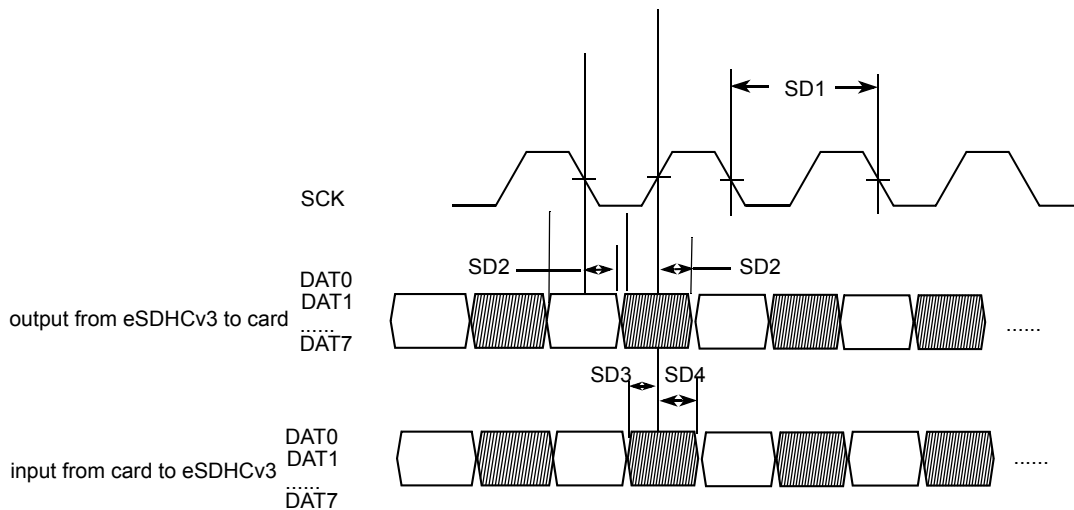 SD1
SCK
SD2
SD2
DAT0
DAT1
output from eSDHCv3 to card
......
DAT7
......
SD3
SD4
DAT0
DAT1
input from card to eSDHCv3
......
DAT7
......